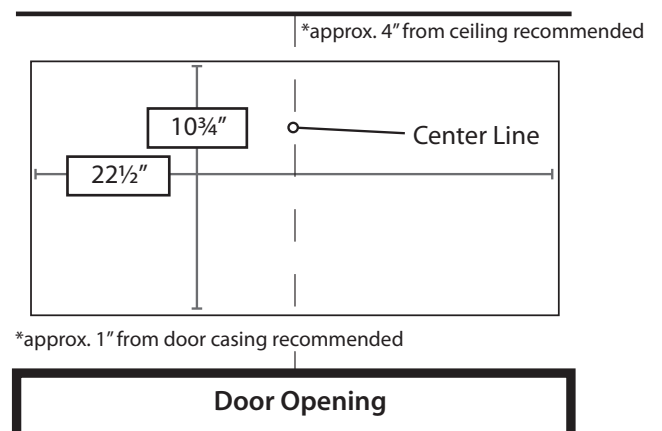 *approx. 4” from ceiling recommended
10¾”
Center Line
22½”
*approx. 1” from door casing recommended
Door Opening